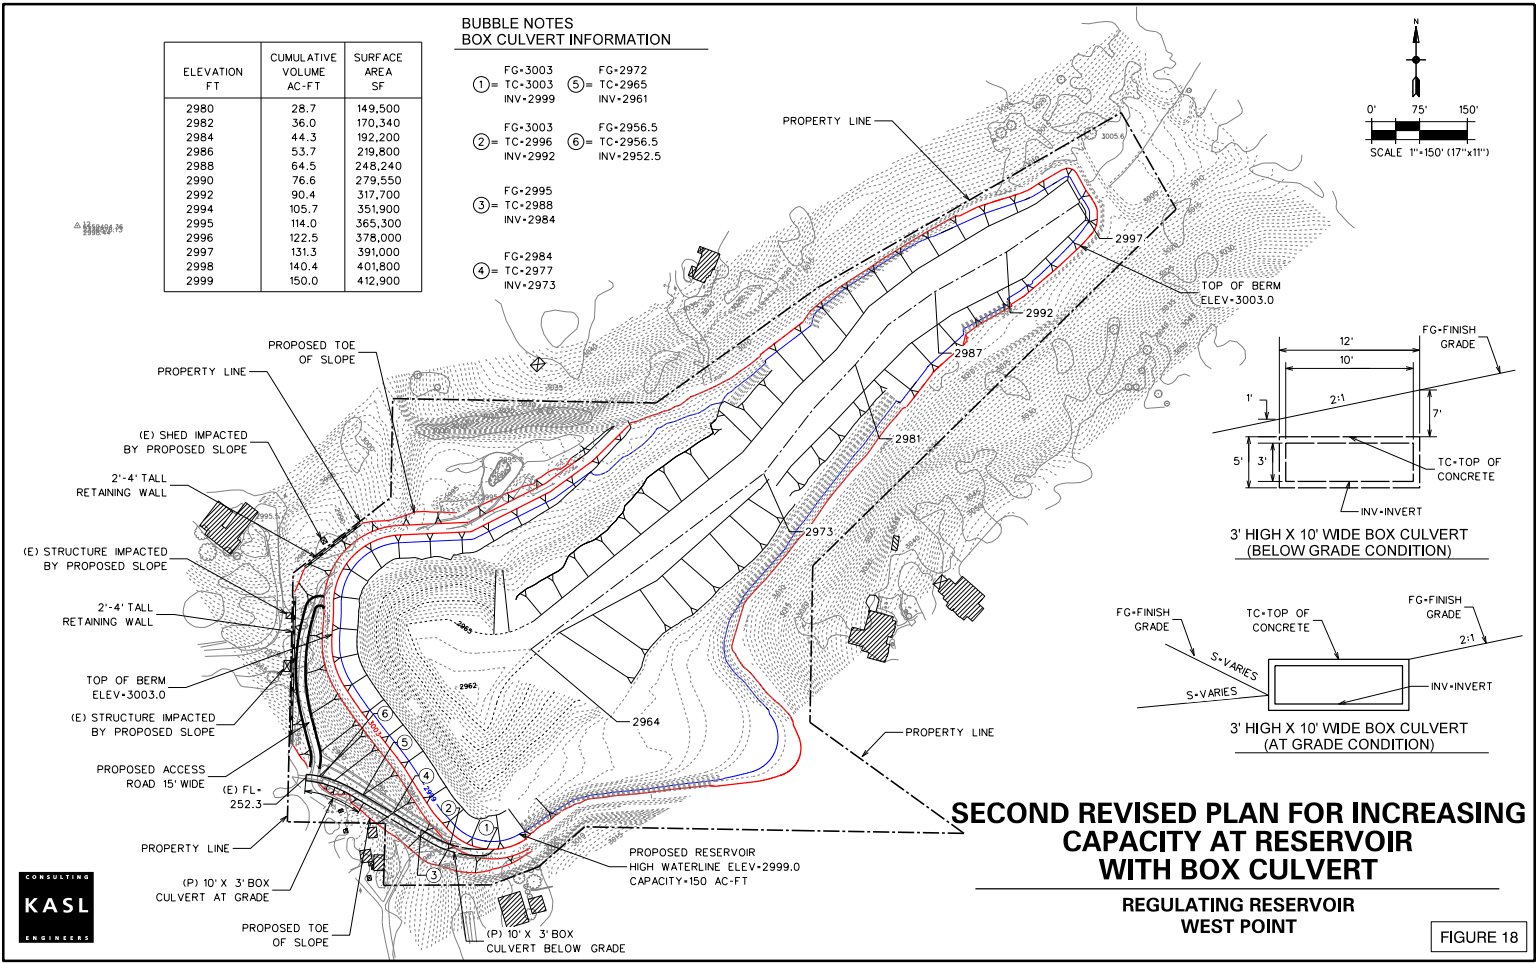 BUBBLE NOTES
BOX CULVERT INFORMATION
ELEVATION FT CUMULATIVE VOLUME AC-FT SURFACE AREA SF
2980 28.7 149,500
2982 36.0 170,340
2984 44.3 192,200
2986 53.7 219,800
2988 64.5 248,240
2990 76.6 279,550
2992 90.4 317,700
2994 105.7 351,900
2995 114.0 365,300
2996 122.5 378,000
2997 131.3 391,000
2998 140.4 401,800
2999 150.0 412,900
FG=3003
1 = TC=3003
INV=2999
FG=2972
5 = TC=2965
INV=2961
FG=3003
2 = TC=2996
INV=2992
FG=2956.5
6 = TC=2956.5
INV=2952.5
FG=2995
3 = TC=2988
INV=2984
FG=2984
4 = TC=2977
INV=2973
N
0' 75' 150'
SCALE 1"=150' (17"x11")
PROPERTY LINE
3005.6
2997
TOP OF BERM
ELEV=3003.0
2992
2987
2981
2973
2964
2965
2962
PROPOSED TOE
OF SLOPE
PROPERTY LINE
(E) SHED IMPACTED
BY PROPOSED SLOPE
2'-4' TALL
RETAINING WALL
(E) STRUCTURE IMPACTED
BY PROPOSED SLOPE
2'-4' TALL
RETAINING WALL
TOP OF BERM
ELEV=3003.0
(E) STRUCTURE IMPACTED
BY PROPOSED SLOPE
PROPOSED ACCESS
ROAD 15' WIDE
(E) FL=
252.3
PROPERTY LINE
(P) 10' X 3' BOX
CULVERT AT GRADE
PROPOSED TOE
OF SLOPE
(P) 10' X 3' BOX
CULVERT BELOW GRADE
PROPOSED RESERVOIR
HIGH WATERLINE ELEV=2999.0
CAPACITY=150 AC-FT
PROPERTY LINE
3003
2999
6
5
4
2
1
3
FG=FINISH
GRADE
12'
10'
1'
2:1
7'
5'
3'
TC=TOP OF
CONCRETE
INV=INVERT
3' HIGH X 10' WIDE BOX CULVERT
(BELOW GRADE CONDITION)
FG=FINISH
GRADE
TC=TOP OF
CONCRETE
FG=FINISH
GRADE
2:1
S=VARIES
S=VARIES
INV=INVERT
3' HIGH X 10' WIDE BOX CULVERT
(AT GRADE CONDITION)
SECOND REVISED PLAN FOR INCREASING
CAPACITY AT RESERVOIR
WITH BOX CULVERT
REGULATING RESERVOIR
WEST POINT
FIGURE 18
CONSULTING
KASL
ENGINEERS